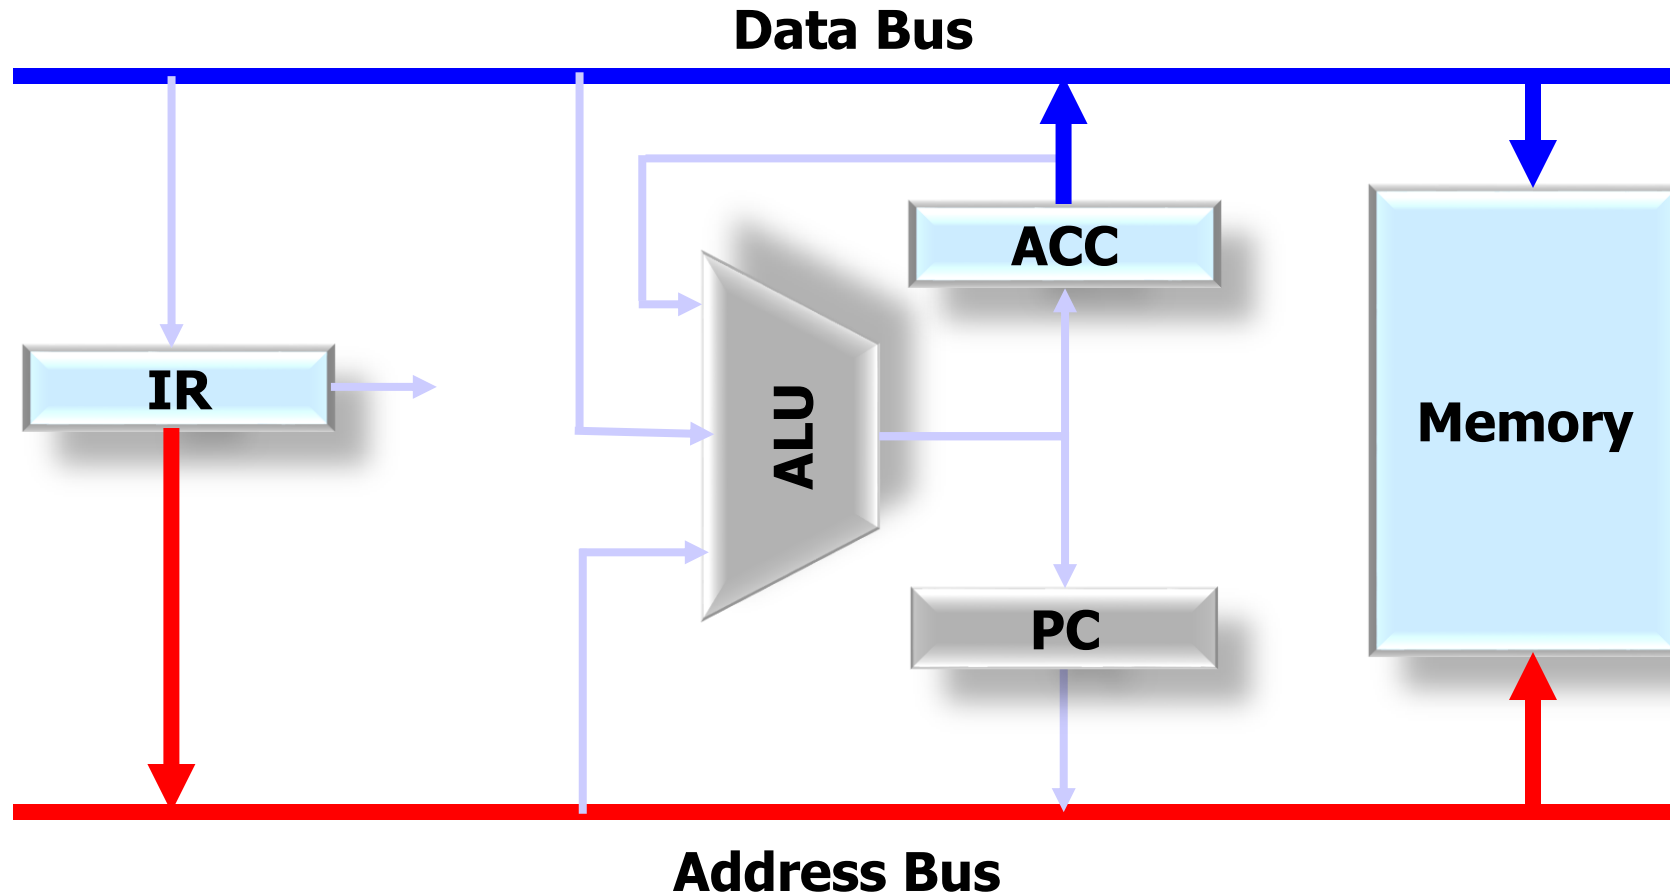 Data Bus
ACC
IR
ALU
Memory
PC
Address Bus